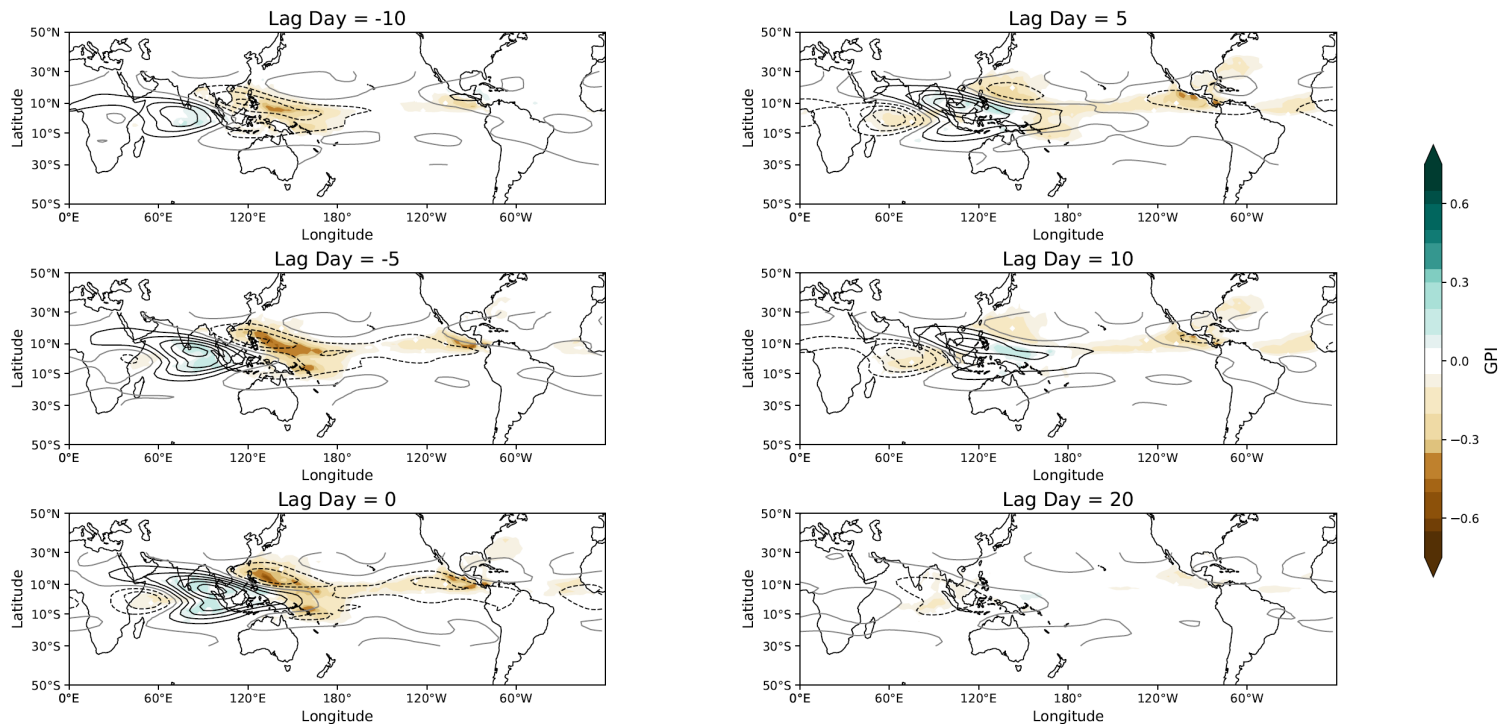 Lag Day = -10
50°N
30°N
10°N
10°S
30°S
50°S
Latitude
0°E 60°E 120°E 180° 120°W 60°W
Longitude
Lag Day = 5
50°N
30°N
10°N
10°S
30°S
50°S
Latitude
0°E 60°E 120°E 180° 120°W 60°W
Longitude
Lag Day = -5
50°N
30°N
10°N
10°S
30°S
50°S
Latitude
0°E 60°E 120°E 180° 120°W 60°W
Longitude
Lag Day = 10
50°N
30°N
10°N
10°S
30°S
50°S
Latitude
0°E 60°E 120°E 180° 120°W 60°W
Longitude
Lag Day = 0
50°N
30°N
10°N
10°S
30°S
50°S
Latitude
0°E 60°E 120°E 180° 120°W 60°W
Longitude
Lag Day = 20
50°N
30°N
10°N
10°S
30°S
50°S
Latitude
0°E 60°E 120°E 180° 120°W 60°W
Longitude
0.6
0.3
0.0
−0.3
−0.6
GPI